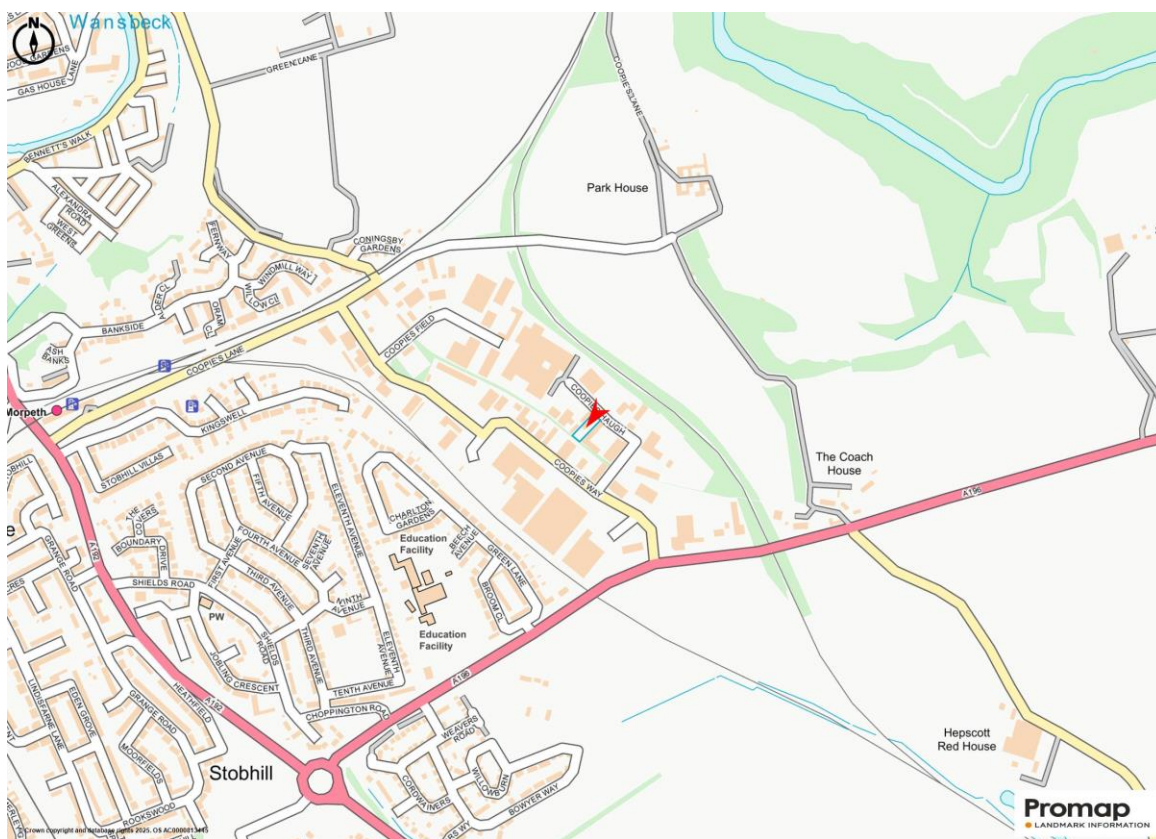 N
Wansbeck
GAS HOUSE LANE
BENNETT'S WALK
ALEXANDRA ROAD
WEST GREENS
GREEN LANE
COOPIE'S LANE
Park House
CONINGSBY GARDENS
FERNWAY
WINDMILL WAY
WILLOW CL
ORAM CL
ALDER CL
BANKSIDE
ASH BANKS
COOPIE'S LANE
COOPIES FIELD
COOPIES HAUGH
COOPIES WAY
Morpeth
KINGSWELL
STOBHILL VILLAS
STOBHILL
The Coach House
A196
SECOND AVENUE
FIFTH AVENUE
ELEVENTH AVENUE
THE COVERS
BOUNDARY DRIVE
FOURTH AVENUE
SEVENTH AVENUE
FIRST AVENUE
THIRD AVENUE
NINTH AVENUE
SHIELDS ROAD
PW
CHARLTON GARDENS
BEECH AVENUE
GREEN LANE
BROOM CL
Education Facility
Education Facility
A192
GRANGE ROAD
SHIELDS ROAD
THIRD AVENUE
ELEVENTH AVENUE
JOBLING CRESCENT
TENTH AVENUE
CHOPPINGTON ROAD
A196
LINDISFARNE LANE
EDEN GROVE
GRANGE ROAD
MOORFIELDS
HEATHFIELD
A192
ROOKSWOOD
Stobhill
WEAVERS ROAD
WILLOWBURN
CORDWAINERS
BOWYER WAY
Hepscott Red House
Promap
LANDMARK INFORMATION